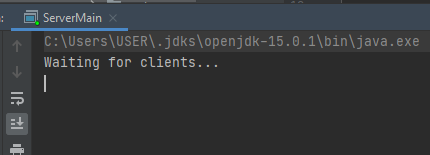 ServerMain
C:\Users\USER\.jdks\openjdk-15.0.1\bin\java.exe
Waiting for clients...